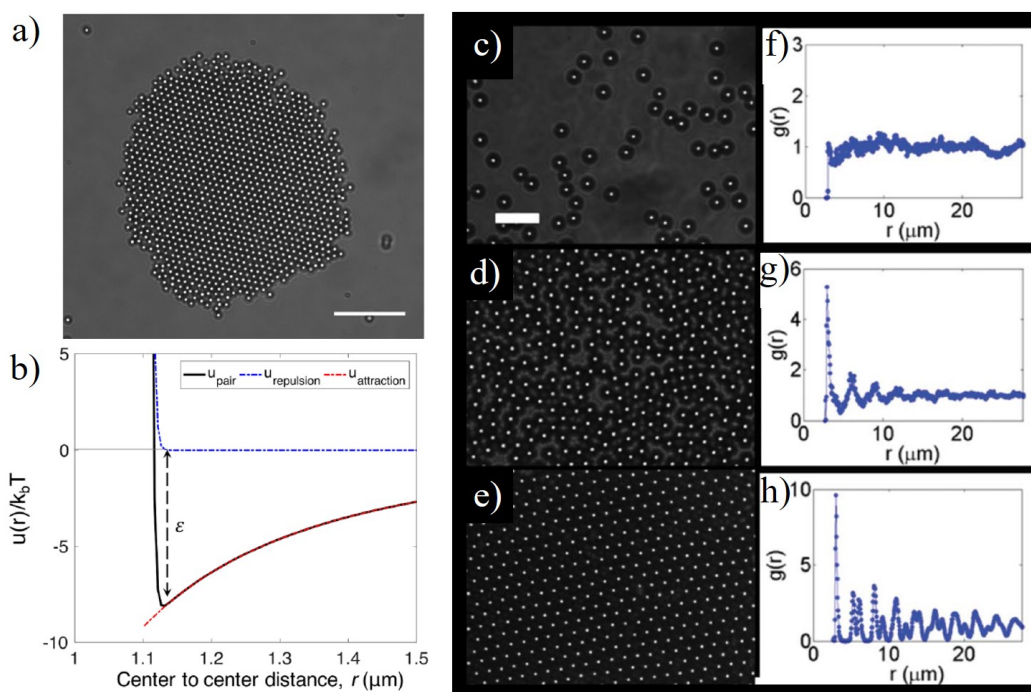 a)
b)
5
0
-5
-10
u(r)/k_bT
u_pair u_repulsion u_attraction
ε
1 1.1 1.2 1.3 1.4 1.5
Center to center distance, r (μm)
c)
d)
e)
f)
3
2
1
0
g(r)
0 10 20
r (μm)
g)
6
4
2
0
g(r)
0 10 20
r (μm)
h)
10
5
0
g(r)
0 10 20
r (μm)